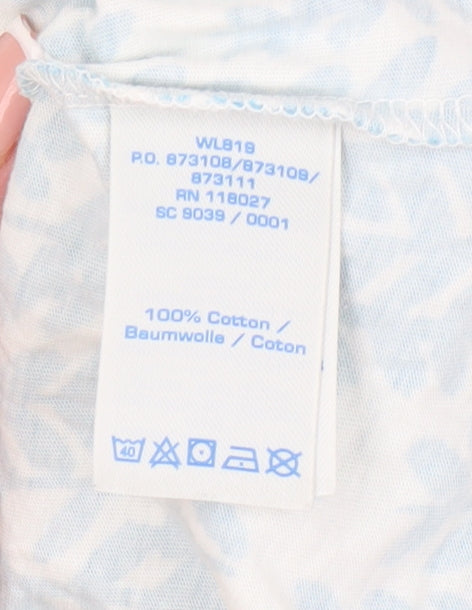 WL819
P.O. 873108/873109/
873111
RN 118027
SC 9039 / 0001
100% Cotton /
Baumwolle / Coton
40